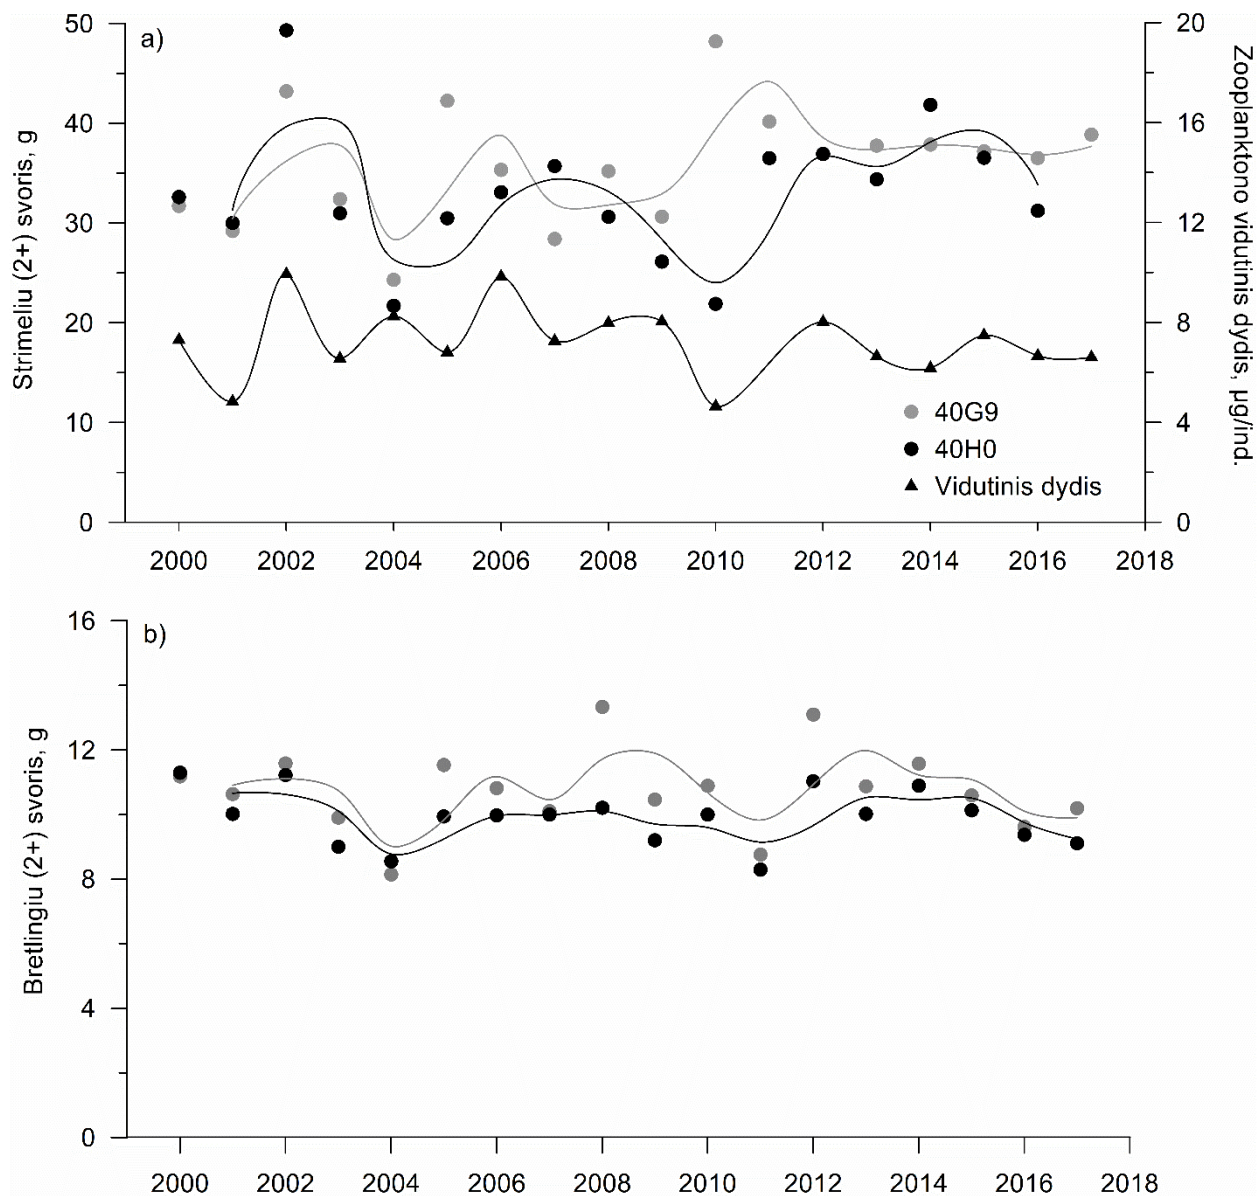 a)
Strimeliu (2+) svoris, g
50
40
30
20
10
0
Zooplanktono vidutinis dydis, µg/ind.
20
16
12
8
4
0
40G9
40H0
Vidutinis dydis
2000 2002 2004 2006 2008 2010 2012 2014 2016 2018
b)
Bretlingiu (2+) svoris, g
16
12
8
4
0
2000 2002 2004 2006 2008 2010 2012 2014 2016 2018